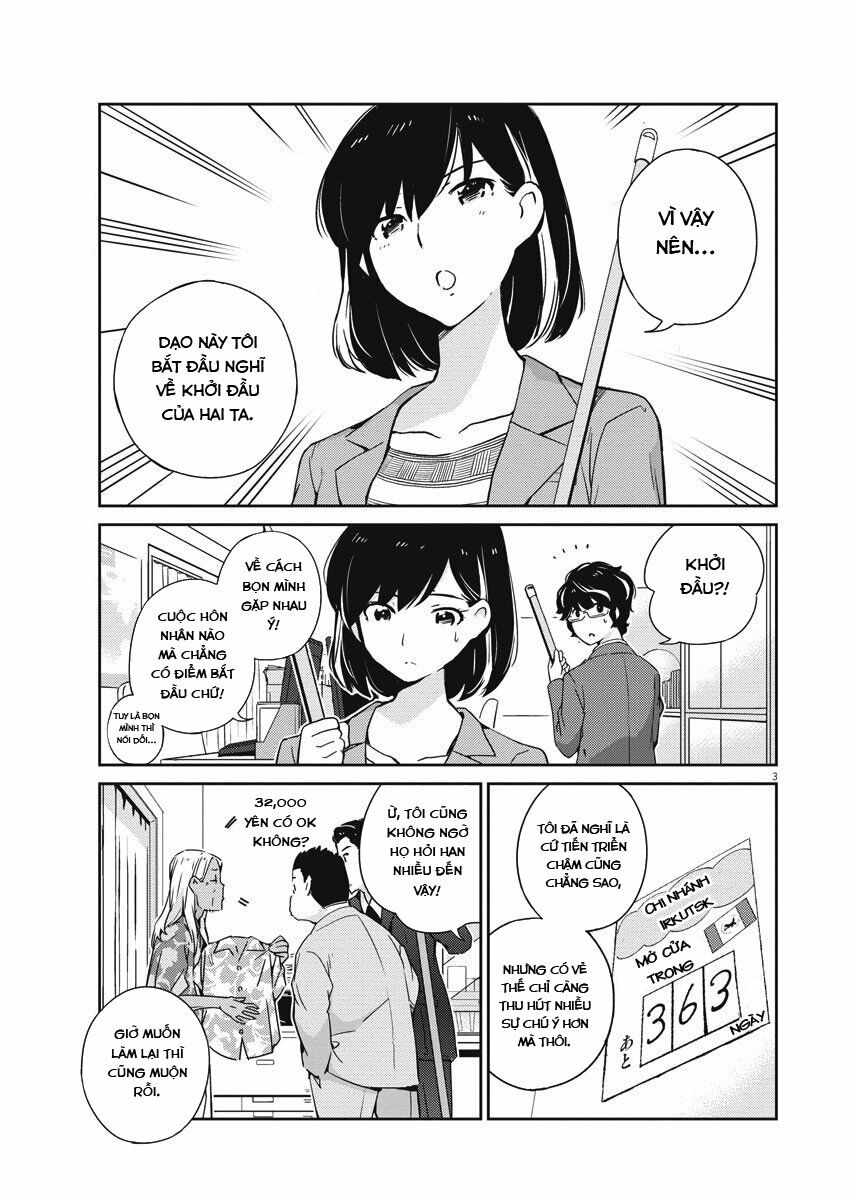 VÌ VẬY
NÊN...
DẠO NÀY TÔI
BẮT ĐẦU NGHĨ
VỀ KHỞI ĐẦU
CỦA HAI TA.
KHỞI
ĐẦU?!
VỀ CÁCH
BỌN MÌNH
GẶP NHAU
Ý!
CUỘC HÔN
NHÂN NÀO
MÀ CHẲNG
CÓ ĐIỂM BẮT
ĐẦU CHỨ!
TUY LÀ BỌN
MÌNH THÌ
NÓI DỐI...
3
TÔI ĐÃ NGHĨ LÀ
CỨ TIẾN TRIỂN
CHẬM CŨNG
CHẲNG SAO,
NHƯNG CÓ VẺ
THẾ CHỈ CÀNG
THU HÚT NHIỀU
SỰ CHÚ Ý HƠN
MÀ THÔI.
CHI NHÁNH
IRKUTSK
MỞ CỬA
TRONG
あと
363
NGÀY
Ừ, TÔI CŨNG
KHÔNG NGỜ
HỌ HỎI HAN
NHIỀU ĐẾN
VẬY!
32,000
YÊN CÓ OK
KHÔNG?
GIỜ MUỐN
LÀM LẠI THÌ
CŨNG MUỘN
RỒI.